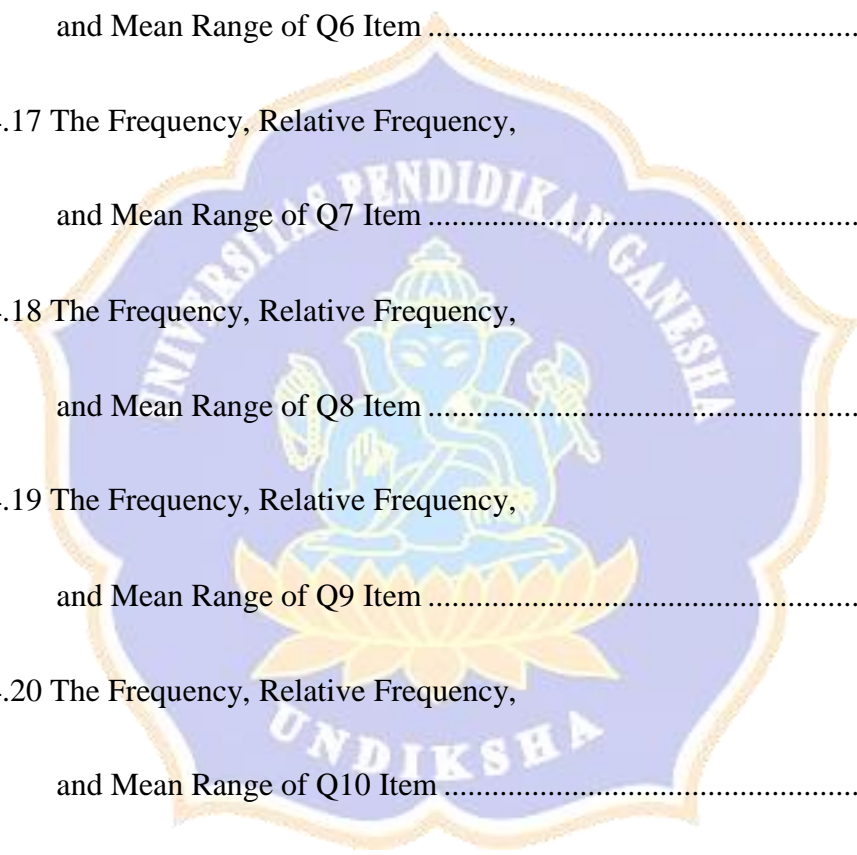 and Mean Range of Q6 Item ......................................................
.17 The Frequency, Relative Frequency,
and Mean Range of Q7 Item ......................................................
.18 The Frequency, Relative Frequency,
and Mean Range of Q8 Item ......................................................
.19 The Frequency, Relative Frequency,
and Mean Range of Q9 Item ......................................................
.20 The Frequency, Relative Frequency,
and Mean Range of Q10 Item ....................................................
UNIVERSITAS PENDIDIKAN GANESHA
UNDIKSHA